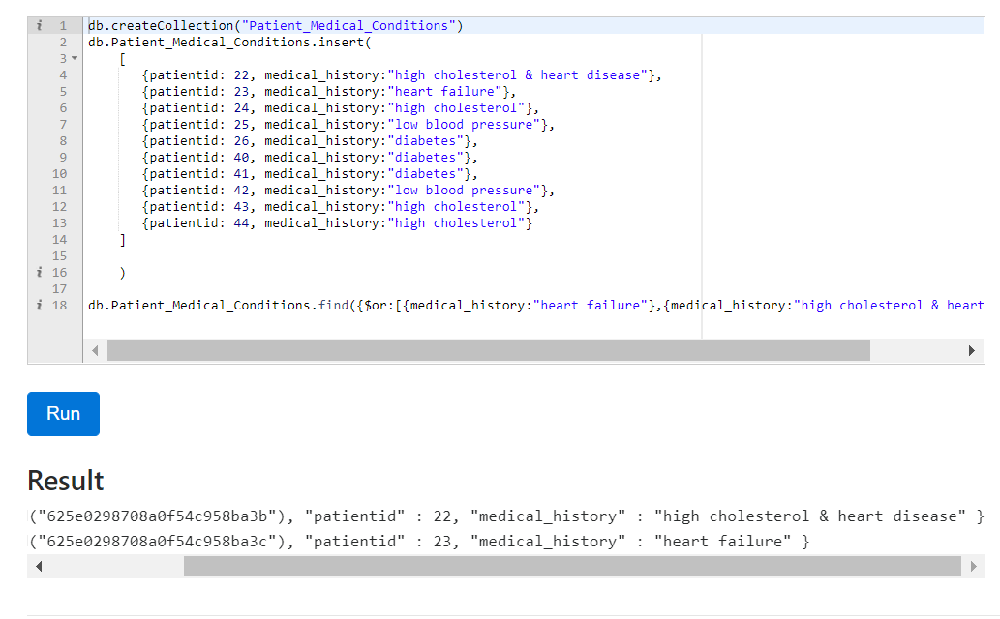 i 1 db.createCollection("Patient_Medical_Conditions")
2 db.Patient_Medical_Conditions.insert(
3 [
4 {patientid: 22, medical_history:"high cholesterol & heart disease"},
5 {patientid: 23, medical_history:"heart failure"},
6 {patientid: 24, medical_history:"high cholesterol"},
7 {patientid: 25, medical_history:"low blood pressure"},
8 {patientid: 26, medical_history:"diabetes"},
9 {patientid: 40, medical_history:"diabetes"},
10 {patientid: 41, medical_history:"diabetes"},
11 {patientid: 42, medical_history:"low blood pressure"},
12 {patientid: 43, medical_history:"high cholesterol"},
13 {patientid: 44, medical_history:"high cholesterol"}
14 ]
15
i 16 )
17
i 18 db.Patient_Medical_Conditions.find({$or:[{medical_history:"heart failure"},{medical_history:"high cholesterol & heart
Run
Result
("625e0298708a0f54c958ba3b"), "patientid" : 22, "medical_history" : "high cholesterol & heart disease" }
("625e0298708a0f54c958ba3c"), "patientid" : 23, "medical_history" : "heart failure" }